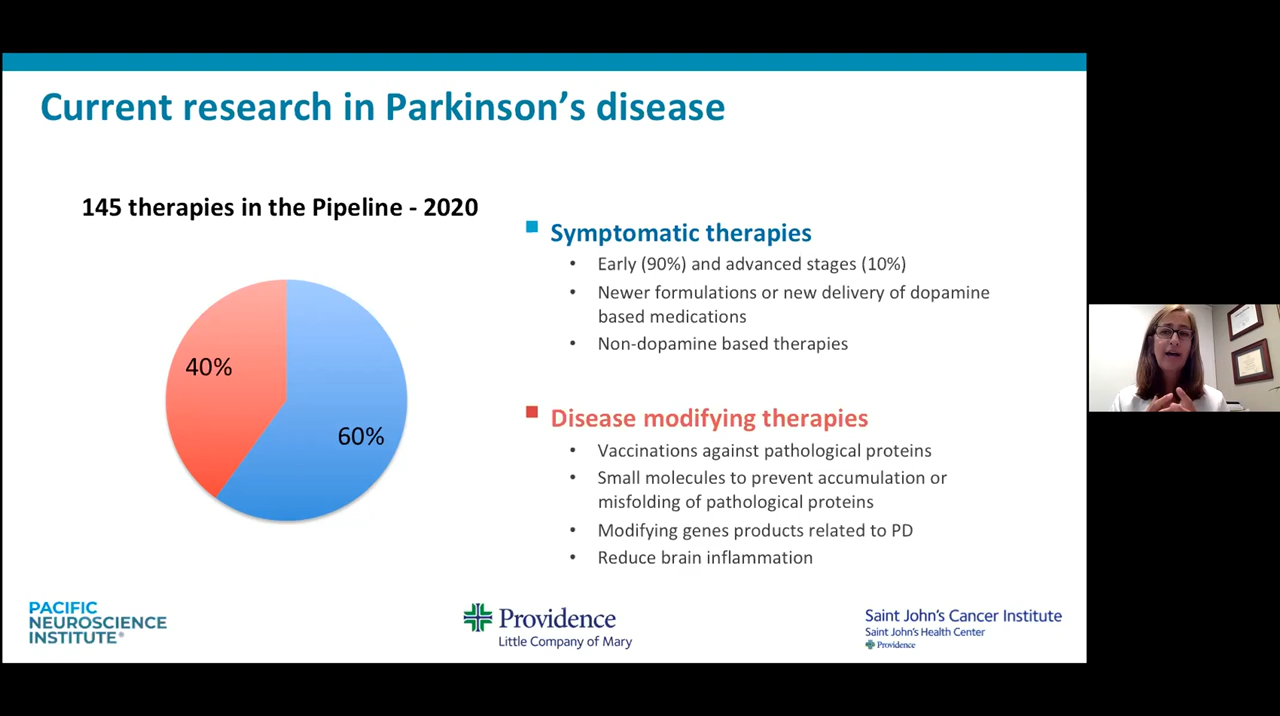 Current research in Parkinson's disease
145 therapies in the Pipeline - 2020
40%
60%
Symptomatic therapies
• Early (90%) and advanced stages (10%)
• Newer formulations or new delivery of dopamine
based medications
• Non-dopamine based therapies
Disease modifying therapies
• Vaccinations against pathological proteins
• Small molecules to prevent accumulation or
misfolding of pathological proteins
• Modifying genes products related to PD
• Reduce brain inflammation
PACIFIC
NEUROSCIENCE
INSTITUTE®
Providence
Little Company of Mary
Saint John's Cancer Institute
Saint John's Health Center
Providence